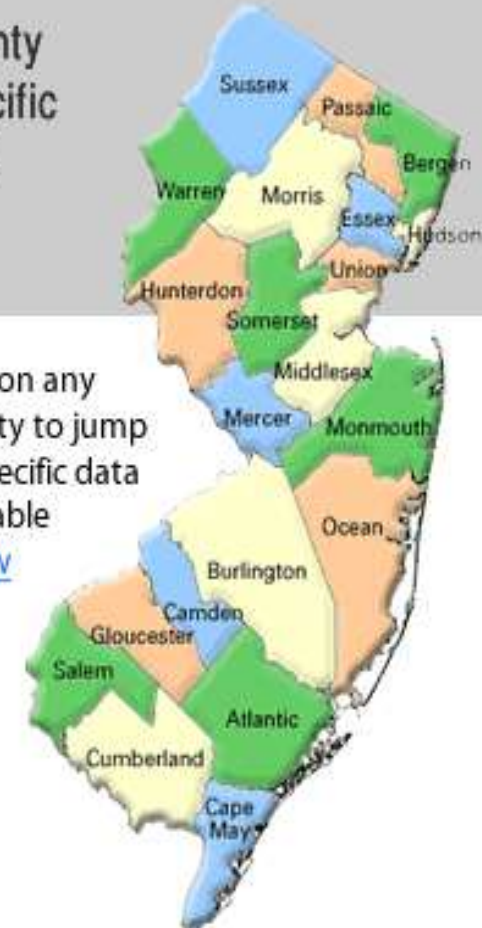 nty
cific
Sussex
Passaic
Bergen
Warren
Morris
Essex
Hudson
Union
Hunterdon
Somerset
Middlesex
on any
Mercer
ty to jump
Monmouth
ecific data
able
Ocean
w
Burlington
Camden
Gloucester
Salem
Atlantic
Cumberland
Cape
May